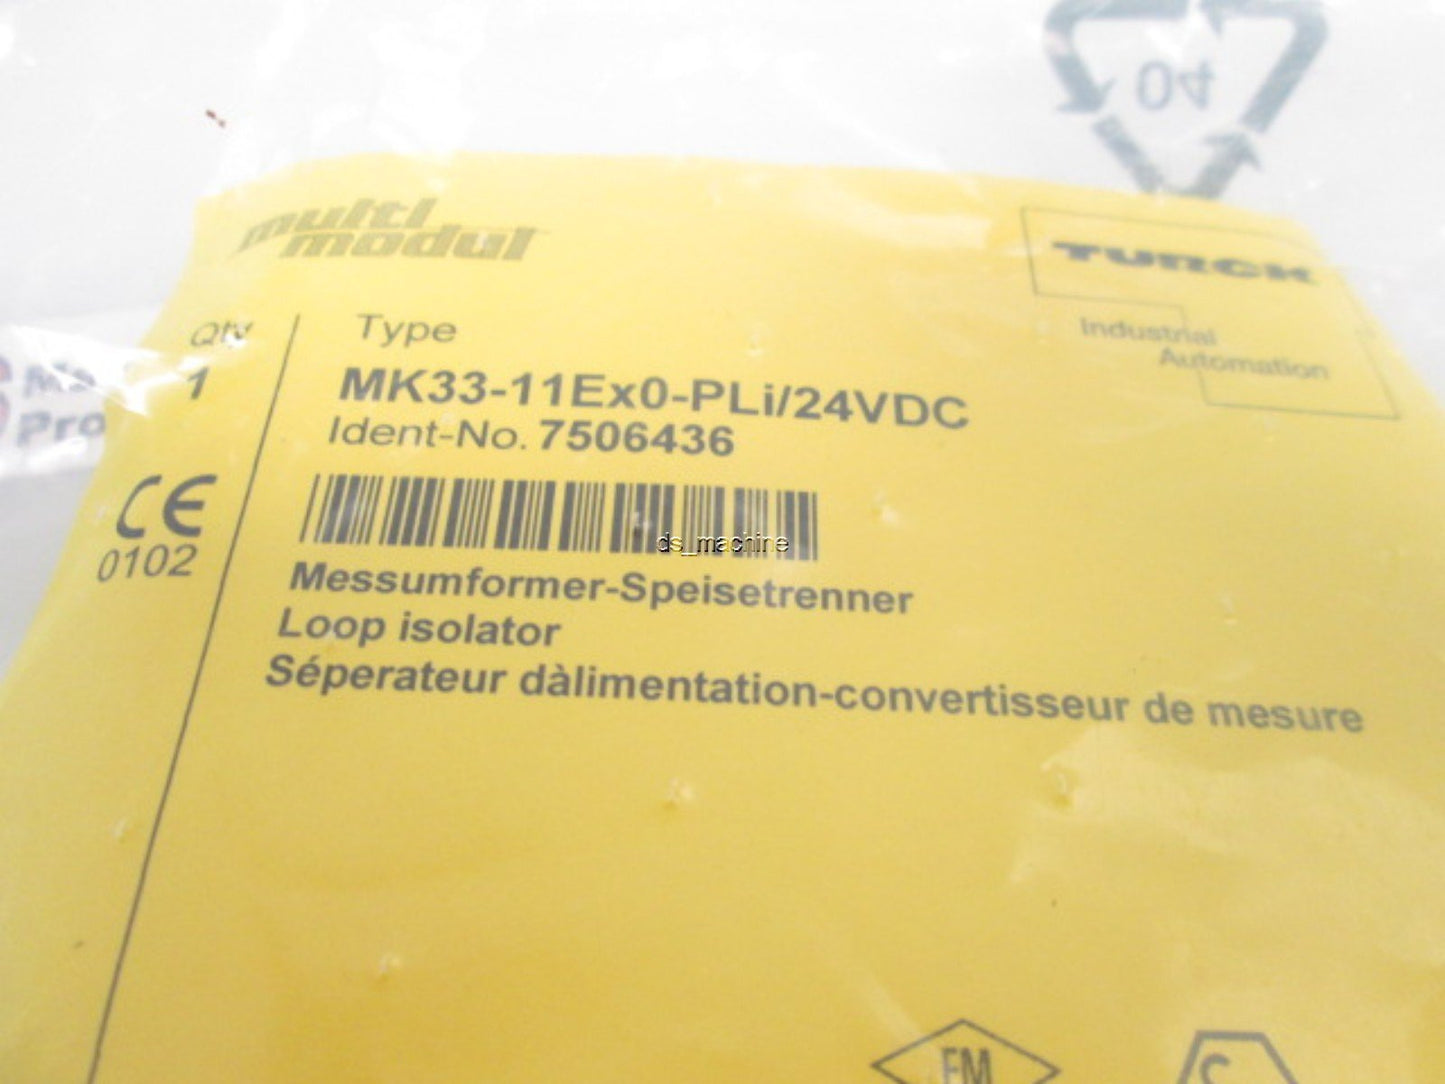 04
multi
modul
TURCK
Industrial
Automation
Qty
Type
1
MK33-11Ex0-PLi/24VDC
Ident-No. 7506436
CE
0102
ds_machine
Messumformer-Speisetrenner
Loop isolator
Séperateur dàlimentation-convertisseur de mesure
Pro
FM